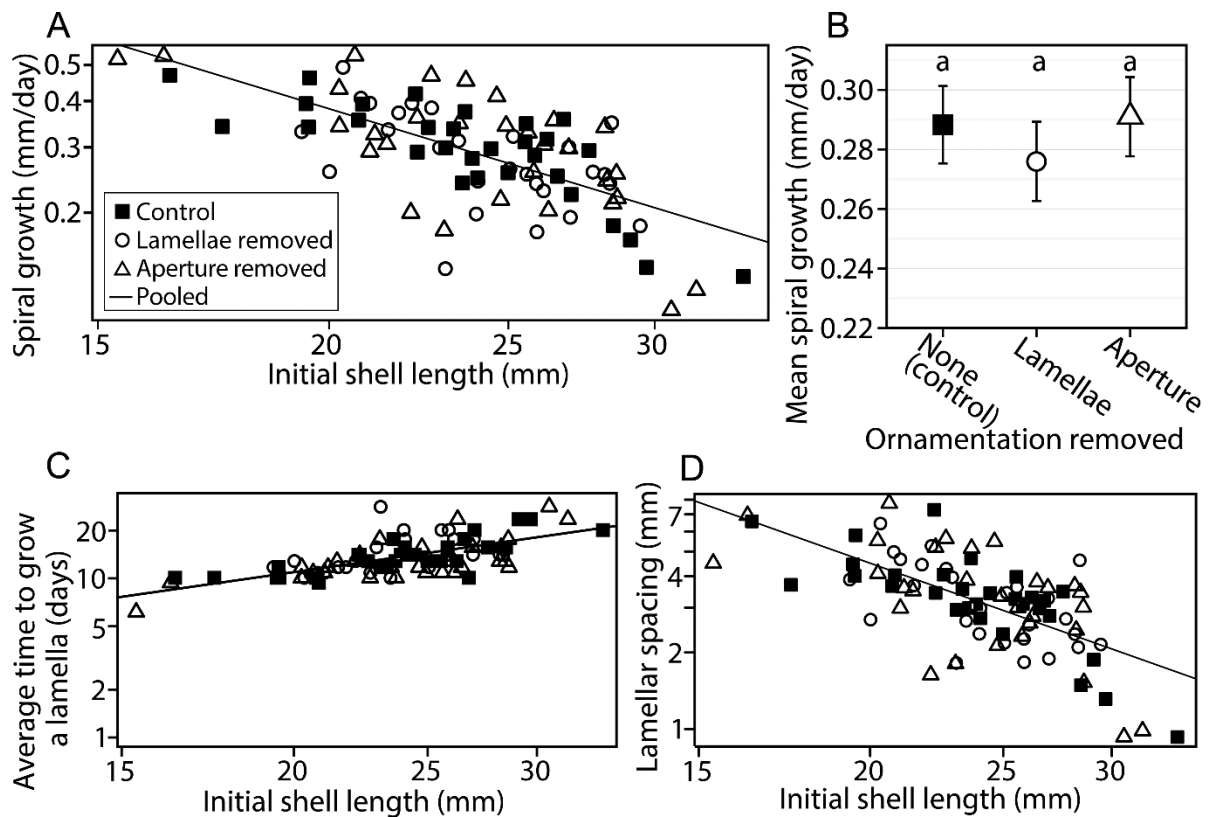 A
Spiral growth (mm/day)
0.5
0.4
0.3
0.2
Control
Lamellae removed
Aperture removed
Pooled
15
20
25
30
Initial shell length (mm)
B
Mean spiral growth (mm/day)
a
a
a
0.30
0.28
0.26
0.24
0.22
None
(control)
Lamellae
Aperture
Ornamentation removed
C
Average time to grow
a lamella (days)
20
10
5
2
1
15
20
25
30
Initial shell length (mm)
D
Lamellar spacing (mm)
7
4
2
1
15
20
25
30
Initial shell length (mm)